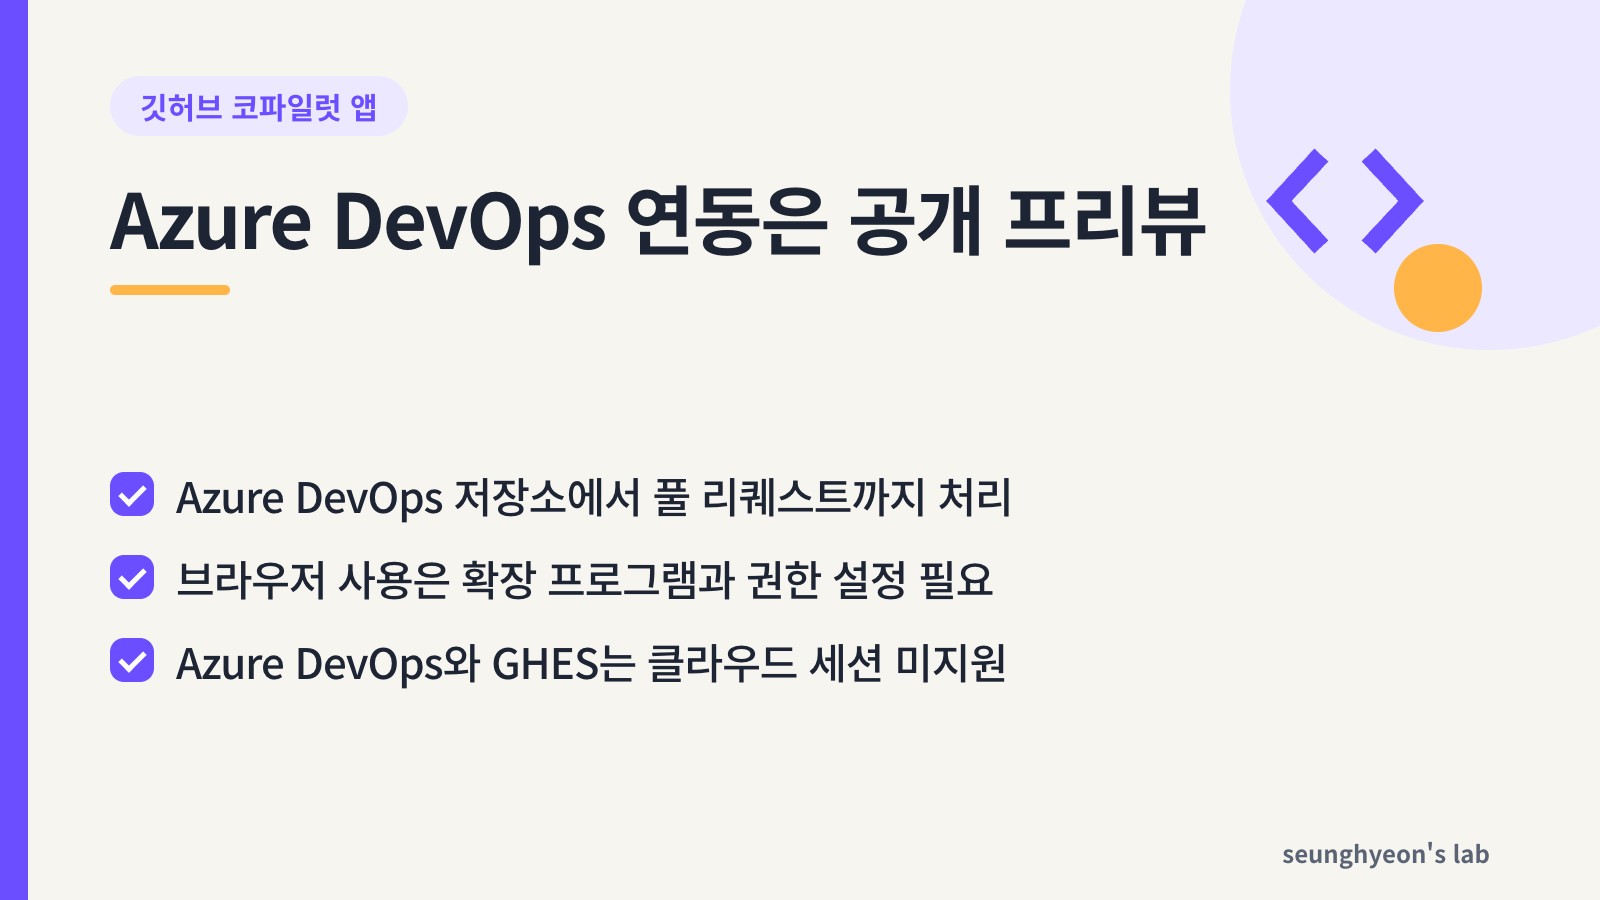 깃허브 코파일럿 앱
Azure DevOps 연동은 공개 프리뷰
Azure DevOps 저장소에서 풀 리퀘스트까지 처리
브라우저 사용은 확장 프로그램과 권한 설정 필요
Azure DevOps와 GHES는 클라우드 세션 미지원
seunghyeon's lab